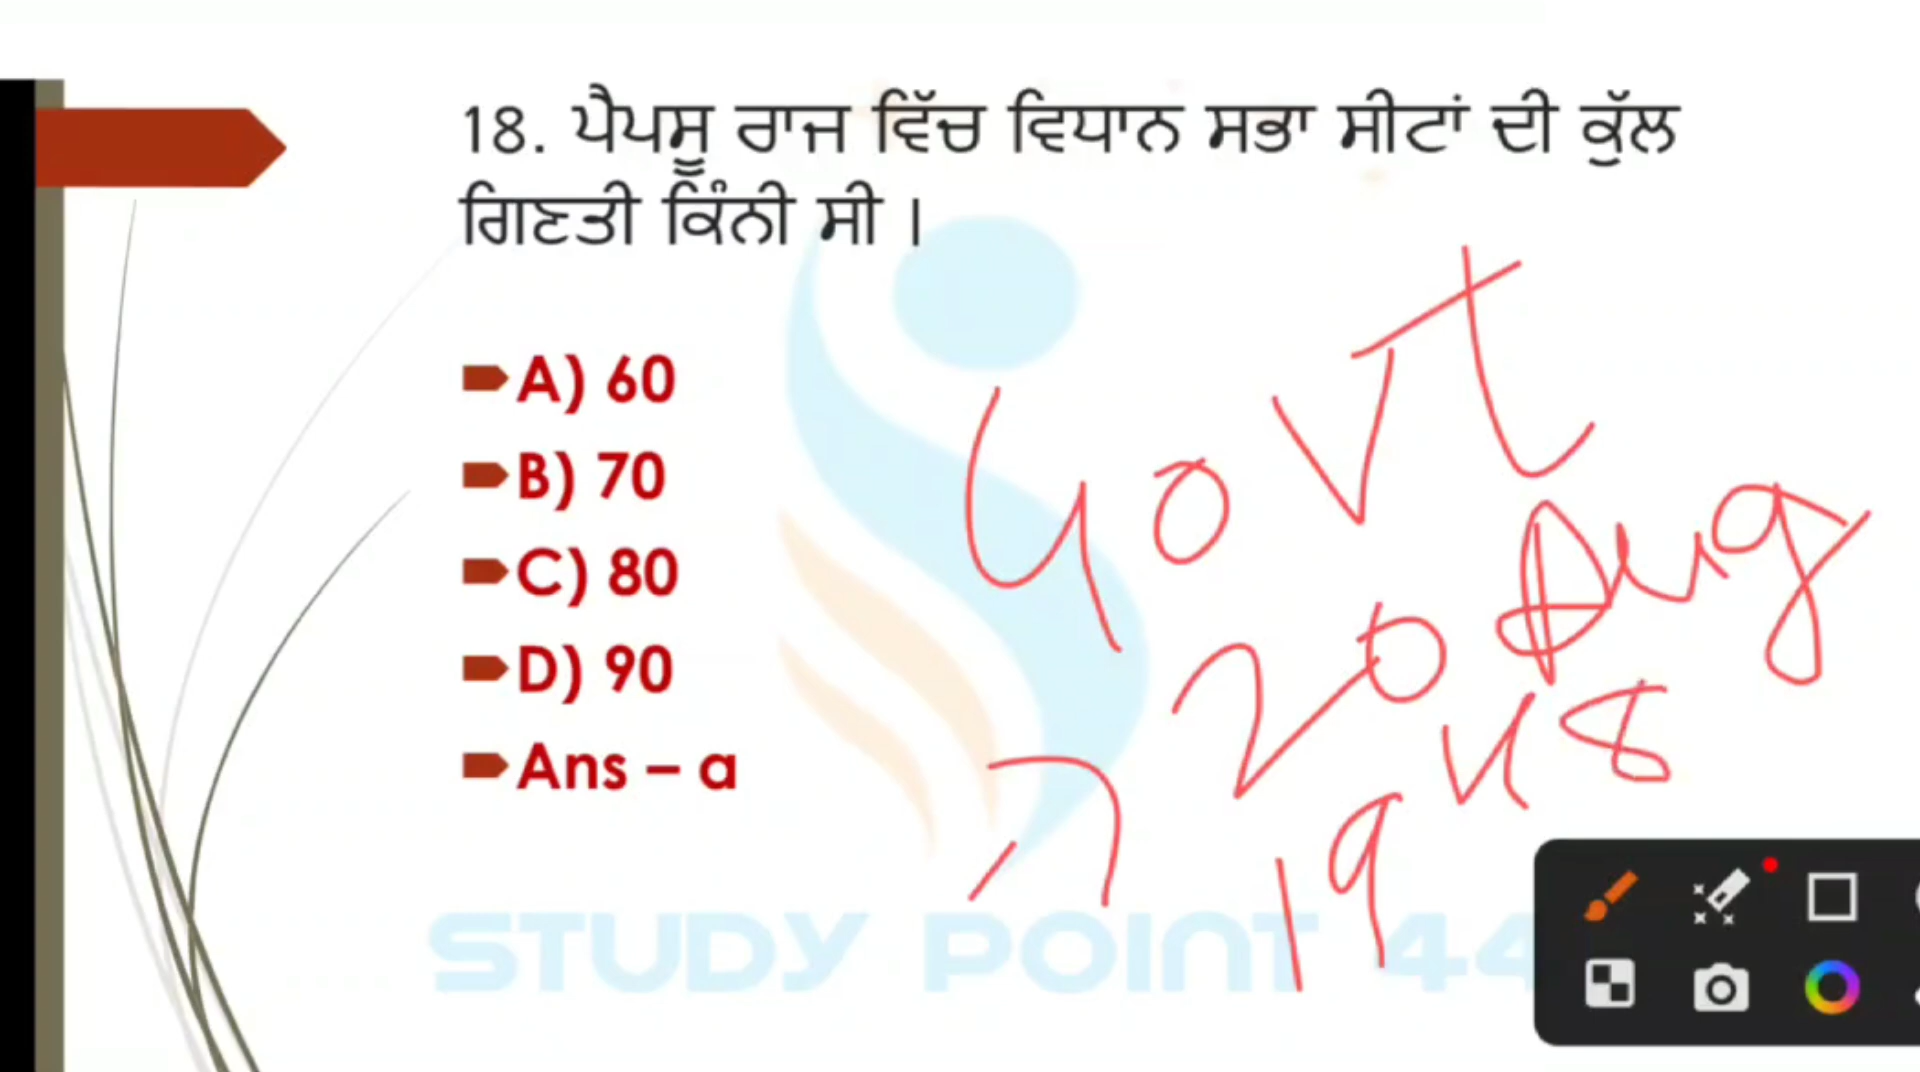 18. ਪੈਪਸੂ ਰਾਜ ਵਿੱਚ ਵਿਧਾਨ ਸਭਾ ਸੀਟਾਂ ਦੀ ਕੁੱਲ
ਗਿਣਤੀ ਕਿੰਨੀ ਸੀ ।
A) 60
B) 70
C) 80
D) 90
Ans – a
Govt
20 Aug
1948
STUDY POINT 44